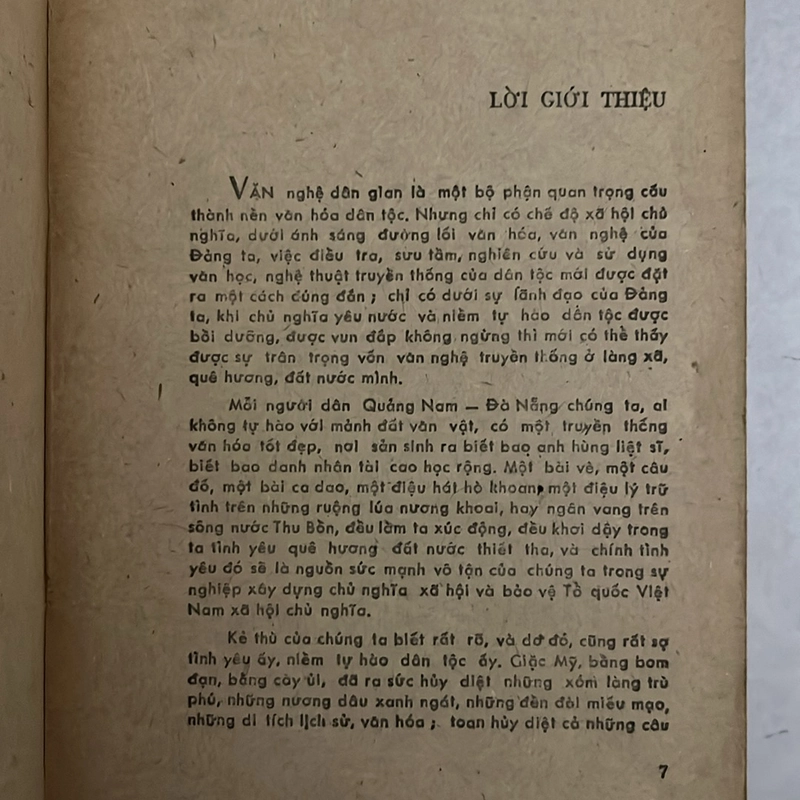 LỜI GIỚI THIỆU
VĂN nghệ dân gian là một bộ phận quan trọng cấu
thành nền văn hóa dân tộc. Nhưng chỉ có chế độ xã hội chủ
nghĩa, dưới ánh sáng đường lối văn hóa, văn nghệ của
Đảng ta, việc điều tra, sưu tầm, nghiên cứu và sử dụng
văn học, nghệ thuật truyền thống của dân tộc mới được đặt
ra một cách đúng đắn ; chỉ có dưới sự lãnh đạo của Đảng
ta, khi chủ nghĩa yêu nước và niềm tự hào dân tộc được
bồi dưỡng, được vun đắp không ngừng thì mới có thể thấy
được sự trân trọng vốn văn nghệ truyền thống ở làng xã,
quê hương, đất nước mình.
Mỗi người dân Quảng Nam — Đà Nẵng chúng ta, ai
không tự hào với mảnh đất văn vật, có một truyền thống
văn hóa tốt đẹp, nơi sản sinh ra biết bao anh hùng liệt sĩ,
biết bao danh nhân tài cao học rộng. Một bài vè, một câu
đố, một bài ca dao, một điệu hát hò khoan, một điệu lý trữ
tình trên những ruộng lúa nương khoai, hay ngân vang trên
sông nước Thu Bồn, đều làm ta xúc động, đều khơi dậy trong
ta tình yêu quê hương đất nước thiết tha, và chính tình
yêu đó sẽ là nguồn sức mạnh vô tận của chúng ta trong sự
nghiệp xây dựng chủ nghĩa xã hội và bảo vệ Tổ quốc Việt
Nam xã hội chủ nghĩa.
Kẻ thù của chúng ta biết rất rõ, và do đó, cũng rất sợ
tình yêu ấy, niềm tự hào dân tộc ấy. Giặc Mỹ, bằng bom
đạn, bằng cày ủi, đã ra sức hủy diệt những xóm làng trù
phú, những nương dâu xanh ngát, những đền đài miếu mạo,
những di tích lịch sử, văn hóa ; toan hủy diệt cả những câu
7